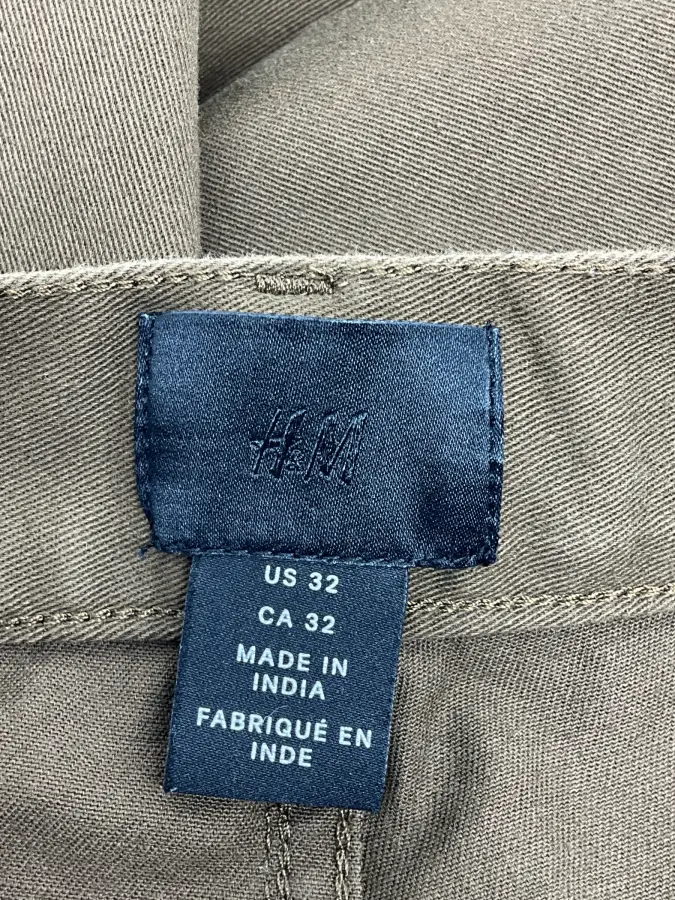 H&M
US 32
CA 32
MADE IN
INDIA
FABRIQUÉ EN
INDE